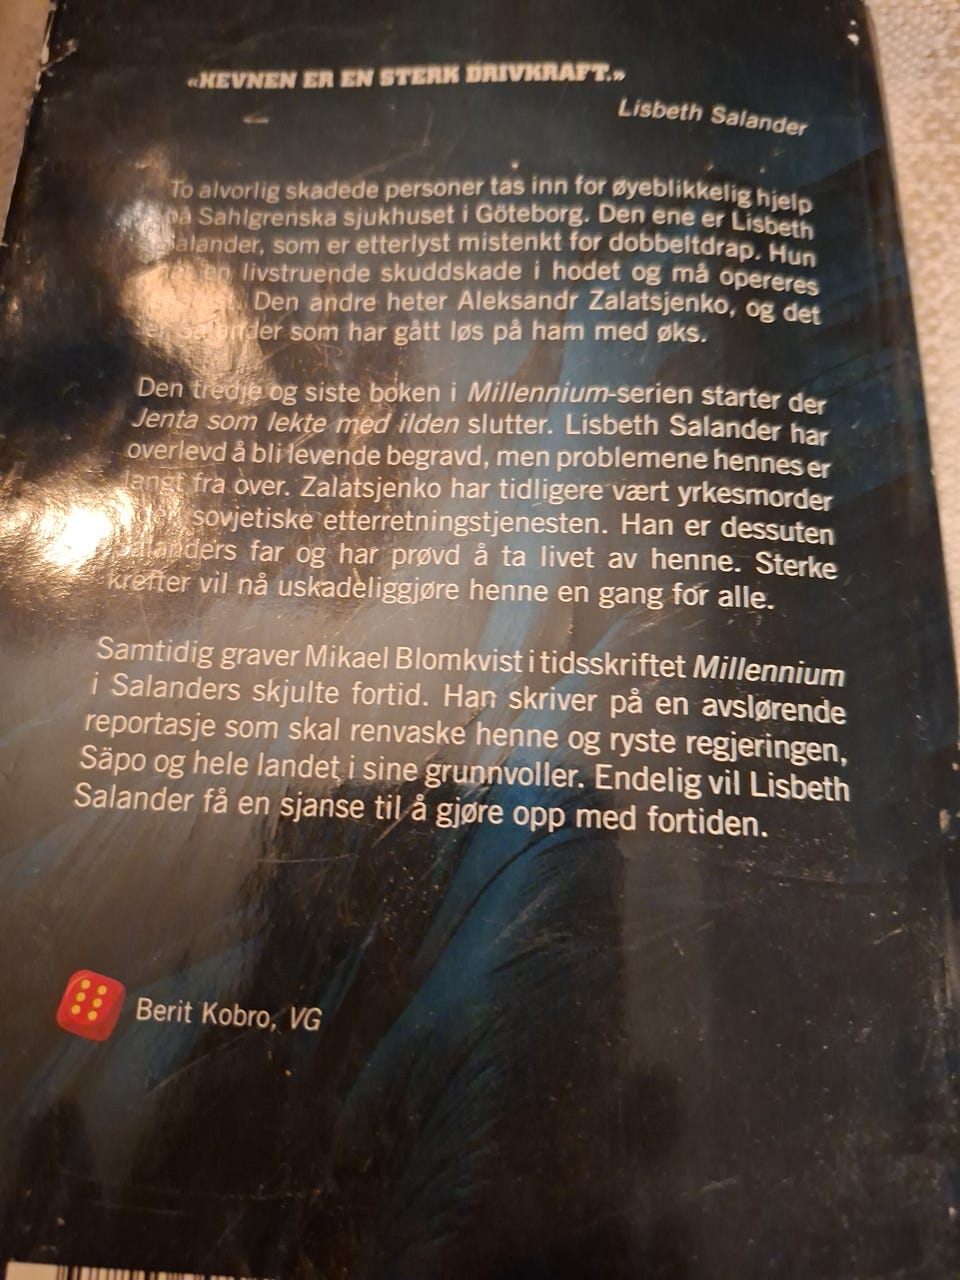 «HEVNEN ER EN STERK DRIVKRAFT.»
Lisbeth Salander
To alvorlig skadede personer tas inn for øyeblikkelig hjelp
på Sahlgrenska sjukhuset i Göteborg. Den ene er Lisbeth
Salander, som er etterlyst mistenkt for dobbeltdrap. Hun
har en livstruende skuddskade i hodet og må opereres
Den andre heter Aleksandr Zalatsjenko, og det
er Salander som har gått løs på ham med øks.
Den tredje og siste boken i Millennium-serien starter der
Jenta som lekte med ilden slutter. Lisbeth Salander har
overlevd å bli levende begravd, men problemene hennes er
langt fra over. Zalatsjenko har tidligere vært yrkesmorder
sovjetiske etterretningstjenesten. Han er dessuten
Salanders far og har prøvd å ta livet av henne. Sterke
krefter vil nå uskadeliggjøre henne en gang for alle.
Samtidig graver Mikael Blomkvist i tidsskriftet Millennium
i Salanders skjulte fortid. Han skriver på en avslørende
reportasje som skal renvaske henne og ryste regjeringen,
Säpo og hele landet i sine grunnvoller. Endelig vil Lisbeth
Salander få en sjanse til å gjøre opp med fortiden.
Berit Kobro, VG